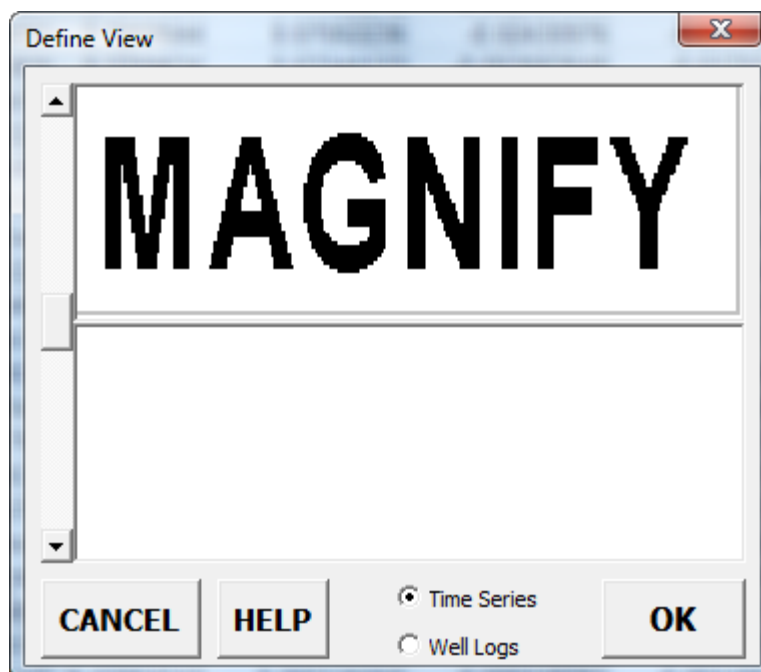 Define View
MAGNIFY
CANCEL
HELP
Time Series
Well Logs
OK